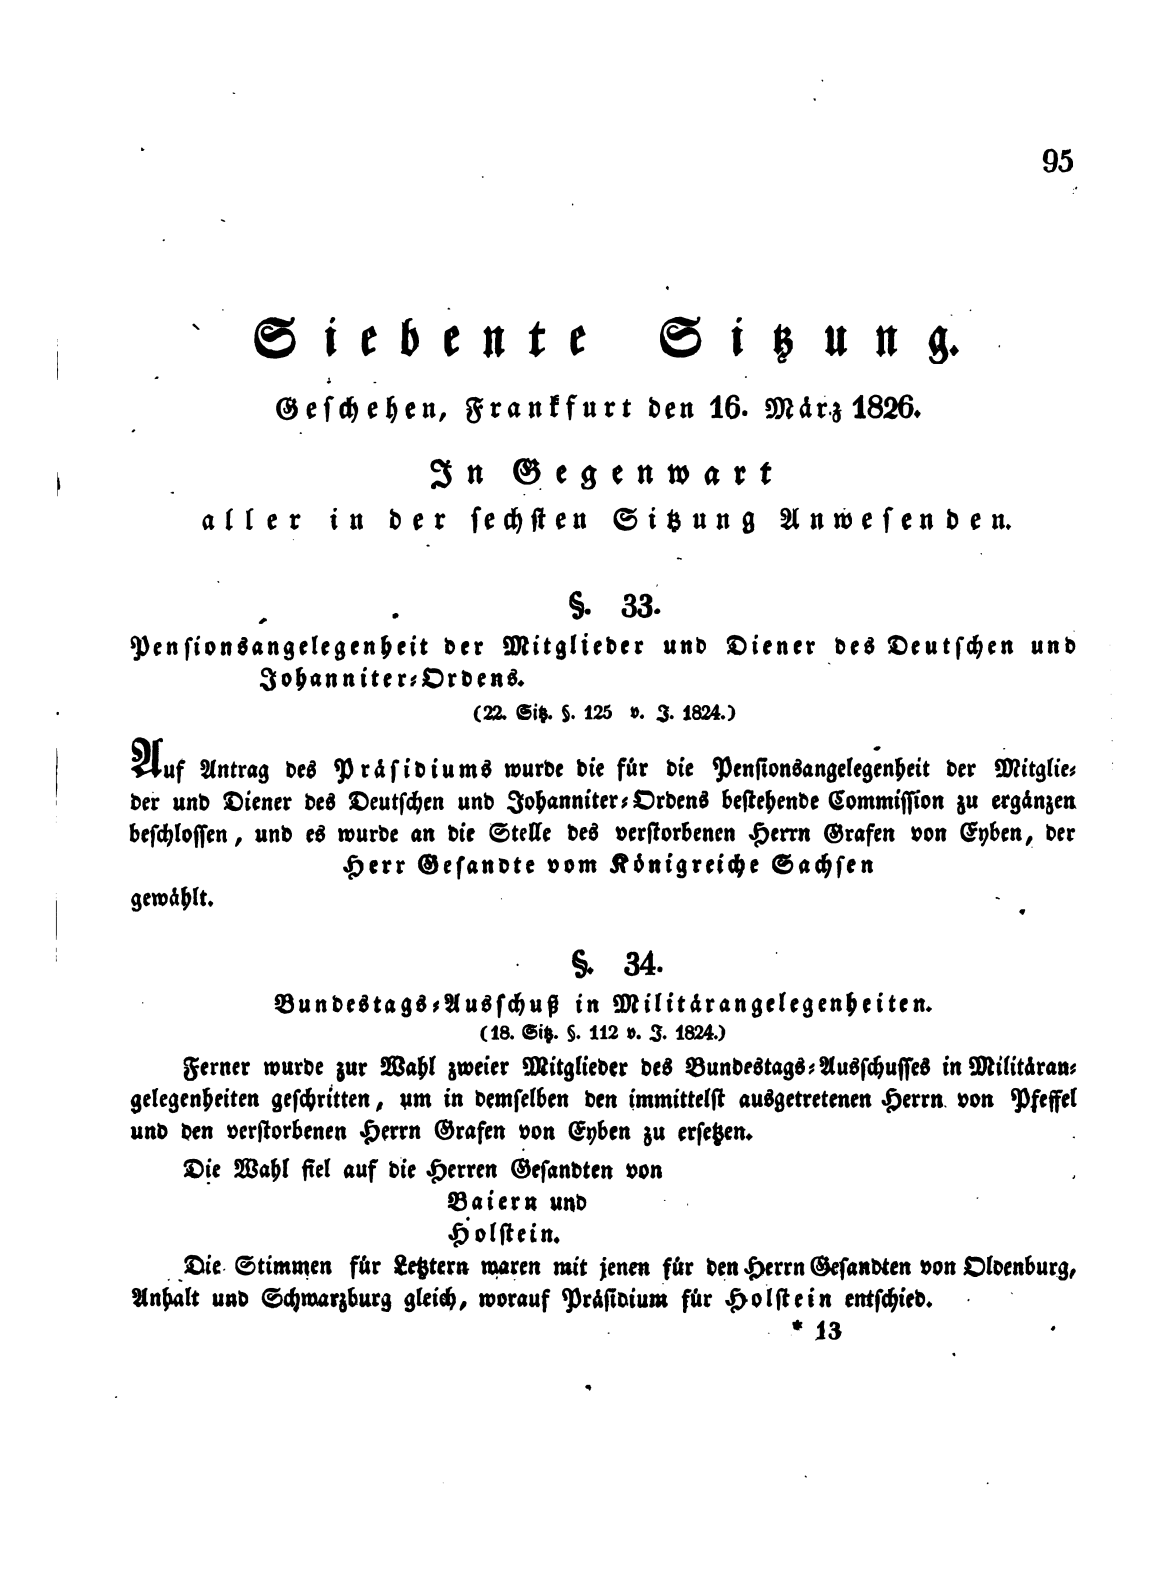 95
Siebente Sitzung.
Geschehen, Frankfurt den 16. März 1826.
In Gegenwart
aller in der sechsten Sitzung Anwesenden.
§. 33.
Pensionsangelegenheit der Mitglieder und Diener des Deutschen und
Johanniter-Ordens.
(22. Sitz. §. 125 v. J. 1824.)
Auf Antrag des Präsidiums wurde die für die Pensionsangelegenheit der Mitglie-
der und Diener des Deutschen und Johanniter-Ordens bestehende Commission zu ergänzen
beschlossen, und es wurde an die Stelle des verstorbenen Herrn Grafen von Eyben, der
Herr Gesandte vom Königreiche Sachsen
gewählt.
§. 34.
Bundestags-Ausschuß in Militärangelegenheiten.
(18. Sitz. §. 112 v. J. 1824.)
Ferner wurde zur Wahl zweier Mitglieder des Bundestags-Ausschusses in Militäran-
gelegenheiten geschritten, um in demselben den immittelst ausgetretenen Herrn von Pfeffel
und den verstorbenen Herrn Grafen von Eyben zu ersetzen.
Die Wahl fiel auf die Herren Gesandten von
Baiern und
Holstein.
Die Stimmen für Letztern waren mit jenen für den Herrn Gesandten von Oldenburg,
Anhalt und Schwarzburg gleich, worauf Präsidium für Holstein entschied.
* 13